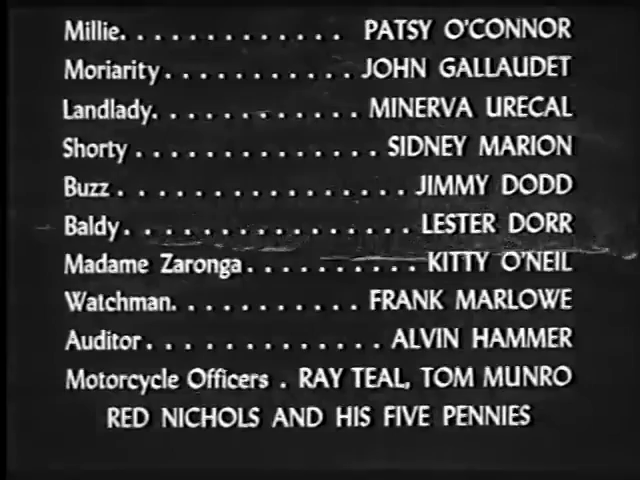 Millie. . . . . . . . . . . . . PATSY O'CONNOR
Moriarity . . . . . . . . . . . . JOHN GALLAUDET
Landlady. . . . . . . . . . . . MINERVA URECAL
Shorty . . . . . . . . . . . . . SIDNEY MARION
Buzz . . . . . . . . . . . . . . . . JIMMY DODD
Baldy . . . . . . . . . . . . . . . . LESTER DORR
Madame Zaronga . . . . . . . . . . KITTY O'NEIL
Watchman. . . . . . . . . . . FRANK MARLOWE
Auditor . . . . . . . . . . . . . ALVIN HAMMER
Motorcycle Officers . RAY TEAL, TOM MUNRO
RED NICHOLS AND HIS FIVE PENNIES